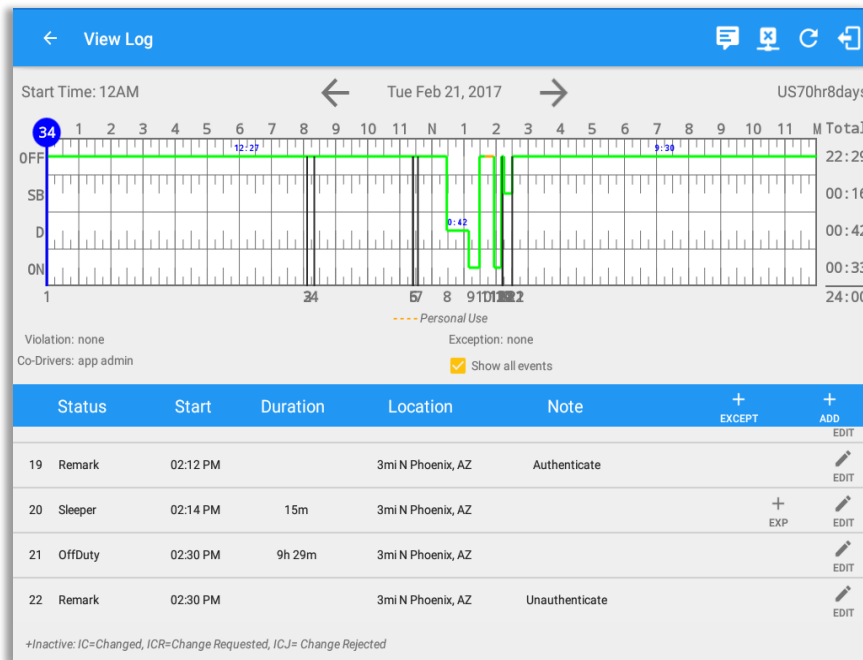 View Log
Start Time: 12AM
Tue Feb 21, 2017
US70hr8days
34 1 2 3 4 5 6 7 8 9 10 11 N 1 2 3 4 5 6 7 8 9 10 11 M Total
12:27 9:30
OFF 22:29
SB 00:16
0:42
D 00:42
ON 00:33
1 8 24:00
Personal Use
Violation: none
Exception: none
Co-Drivers: app admin
Show all events
Status Start Duration Location Note
EXCEPT
ADD
EDIT
19 Remark 02:12 PM 3mi N Phoenix, AZ Authenticate
EDIT
20 Sleeper 02:14 PM 15m 3mi N Phoenix, AZ
EXP EDIT
21 OffDuty 02:30 PM 9h 29m 3mi N Phoenix, AZ
EDIT
22 Remark 02:30 PM 3mi N Phoenix, AZ Unauthenticate
EDIT
+Inactive: IC=Changed, ICR=Change Requested, ICJ= Change Rejected